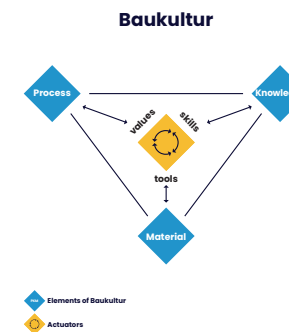 Baukultur
Process
Knowle
values
skills
tools
Material
Elements of Baukultur
Actuators